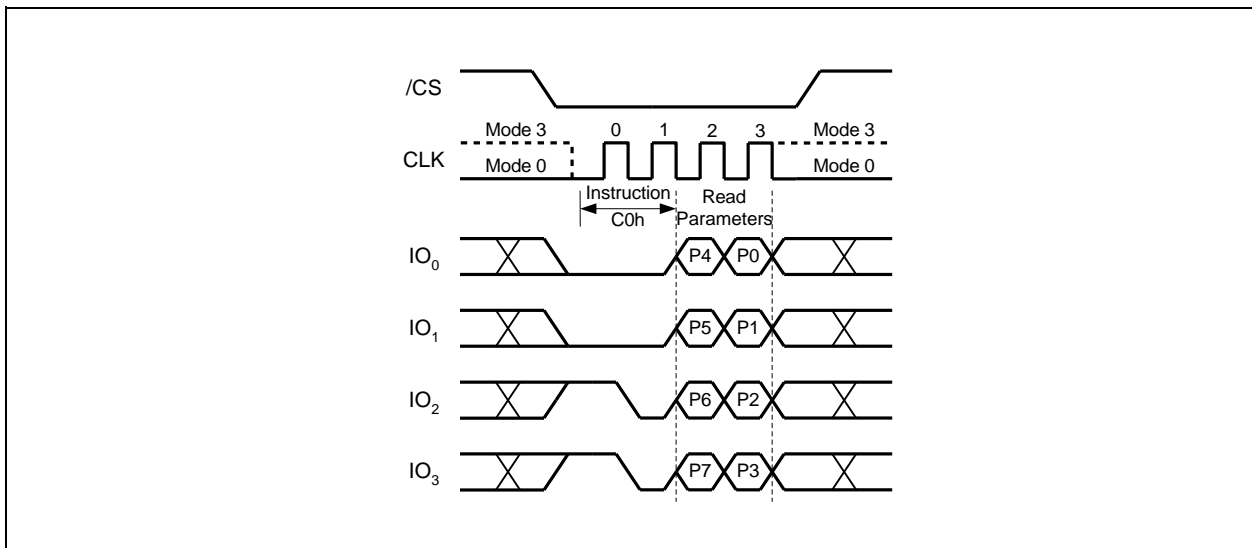 /CS
Mode 3 0 1 2 3 Mode 3
CLK
Mode 0 Mode 0
Instruction Read
C0h Parameters
IO0 P4 P0
IO1 P5 P1
IO2 P6 P2
IO3 P7 P3